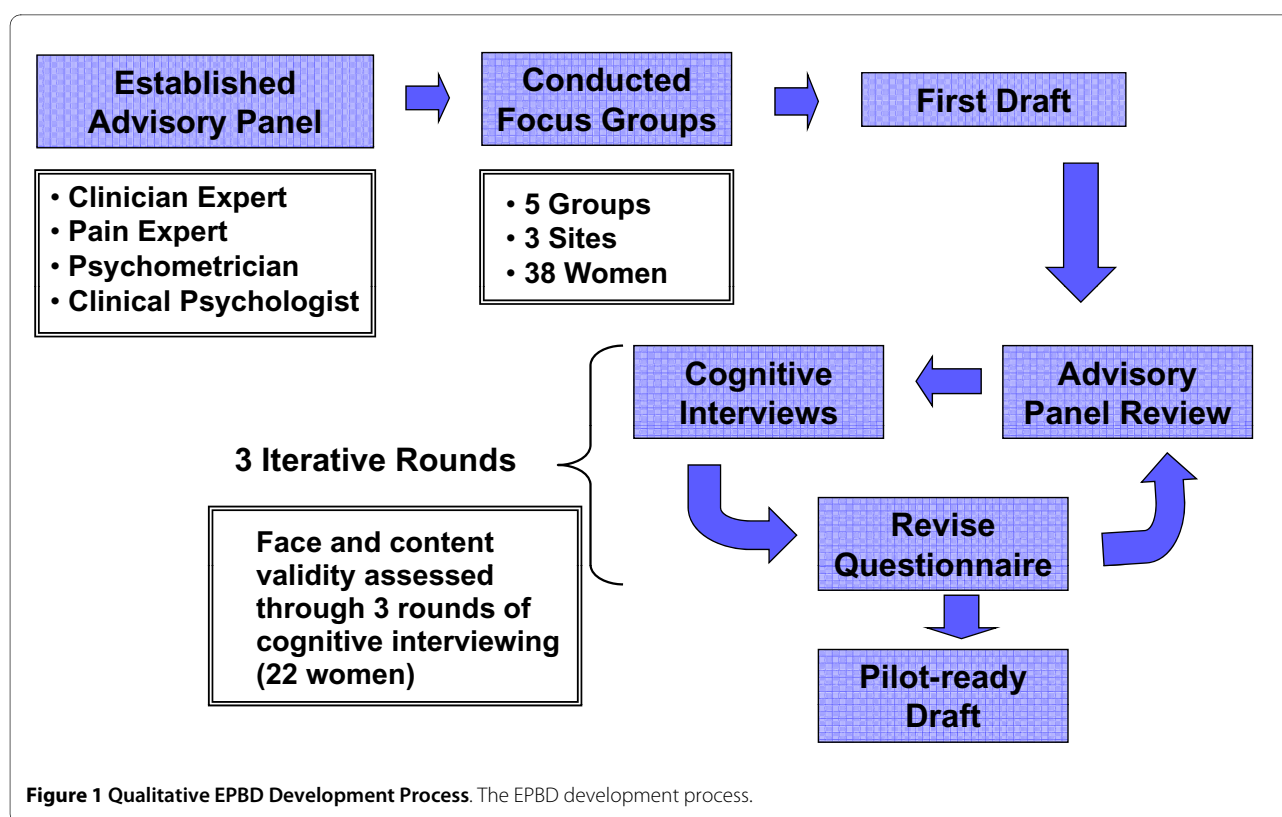 Established
Advisory Panel
Conducted
Focus Groups
First Draft
• Clinician Expert
• Pain Expert
• Psychometrician
• Clinical Psychologist
• 5 Groups
• 3 Sites
• 38 Women
Cognitive
Interviews
Advisory
Panel Review
3 Iterative Rounds
Face and content
validity assessed
through 3 rounds of
cognitive interviewing
(22 women)
Revise
Questionnaire
Pilot-ready
Draft
Figure 1 Qualitative EPBD Development Process. The EPBD development process.